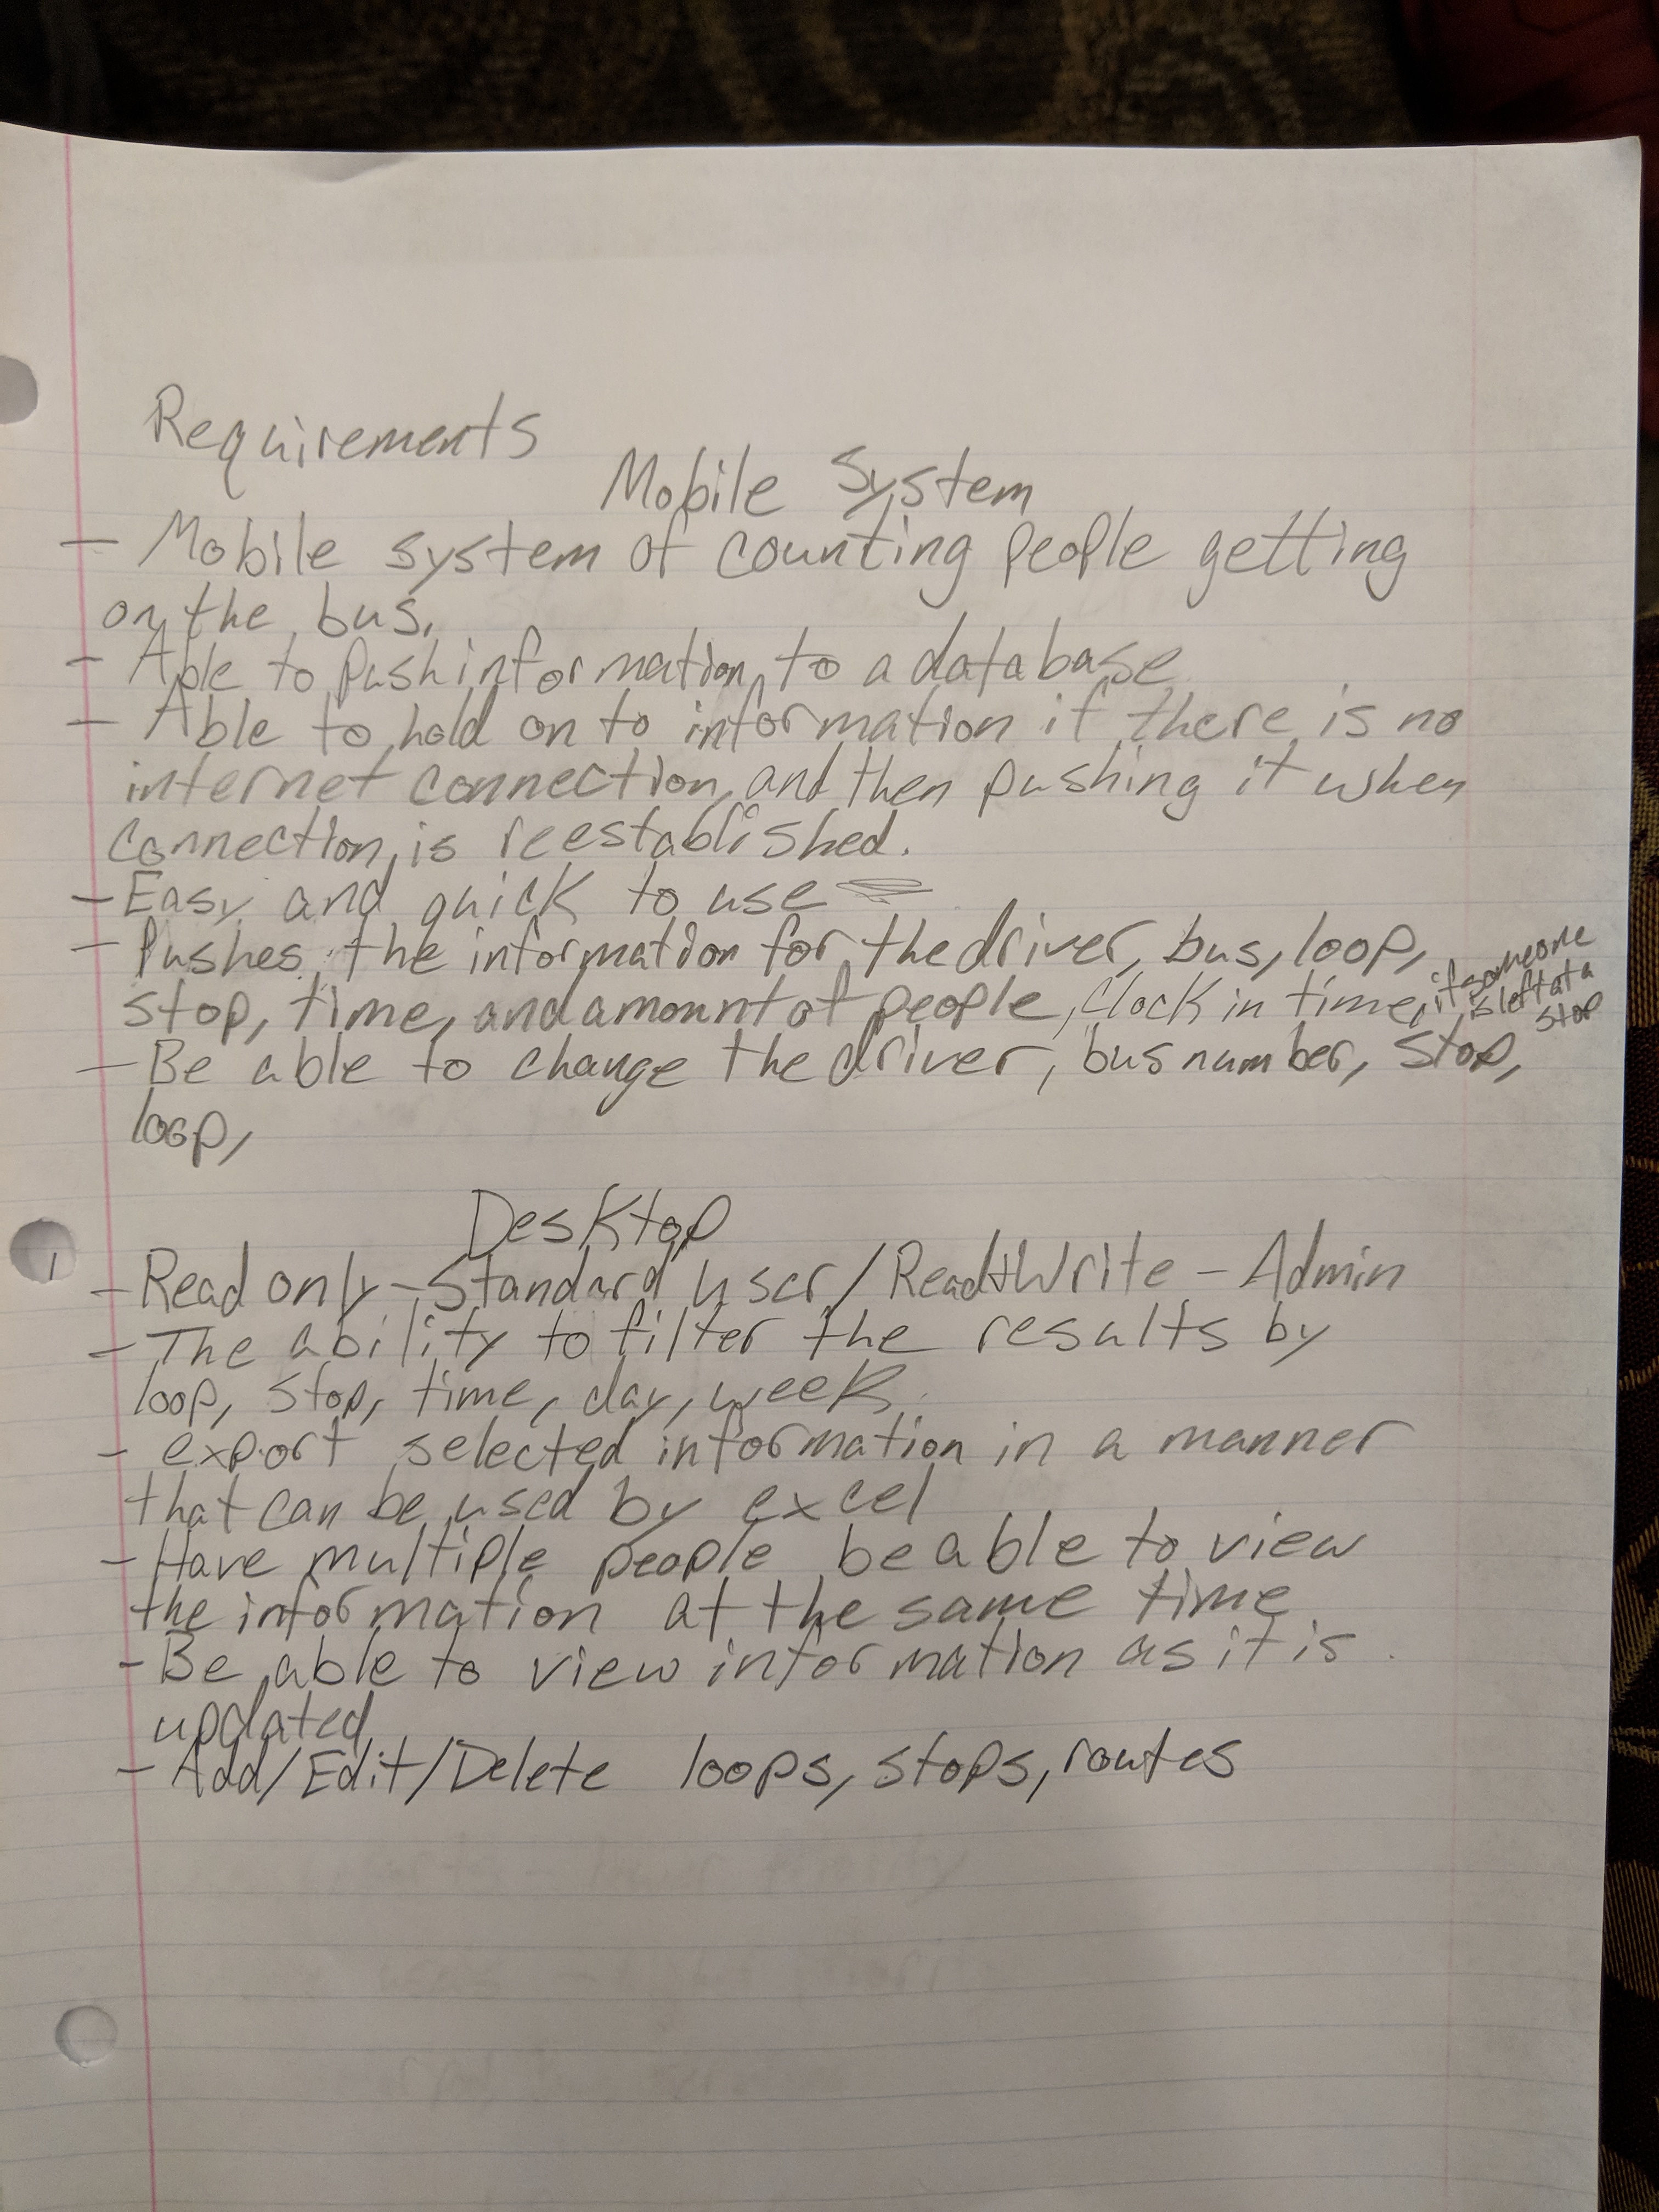 Requirements
Mobile System
- Mobile system of counting people getting
on the bus.
- Able to push information to a database
- Able to hold on to information if there is no
internet connection and then pushing it when
connection is reestablished.
- Easy and quick to use
- Pushes the information for the driver, bus, loop,
stop, time, and amount of people, Clock in time, if someone
is left at a
stop
- Be able to change the driver, bus number, stop,
loop,
Desktop
- Read only - Standard user / Read+Write - Admin
- The ability to filter the results by
loop, stop, time, day, week.
- export selected information in a manner
that can be used by excel
- Have multiple people be able to view
the information at the same time.
- Be able to view information as it is
updated
- Add/Edit/Delete loops, stops, routes